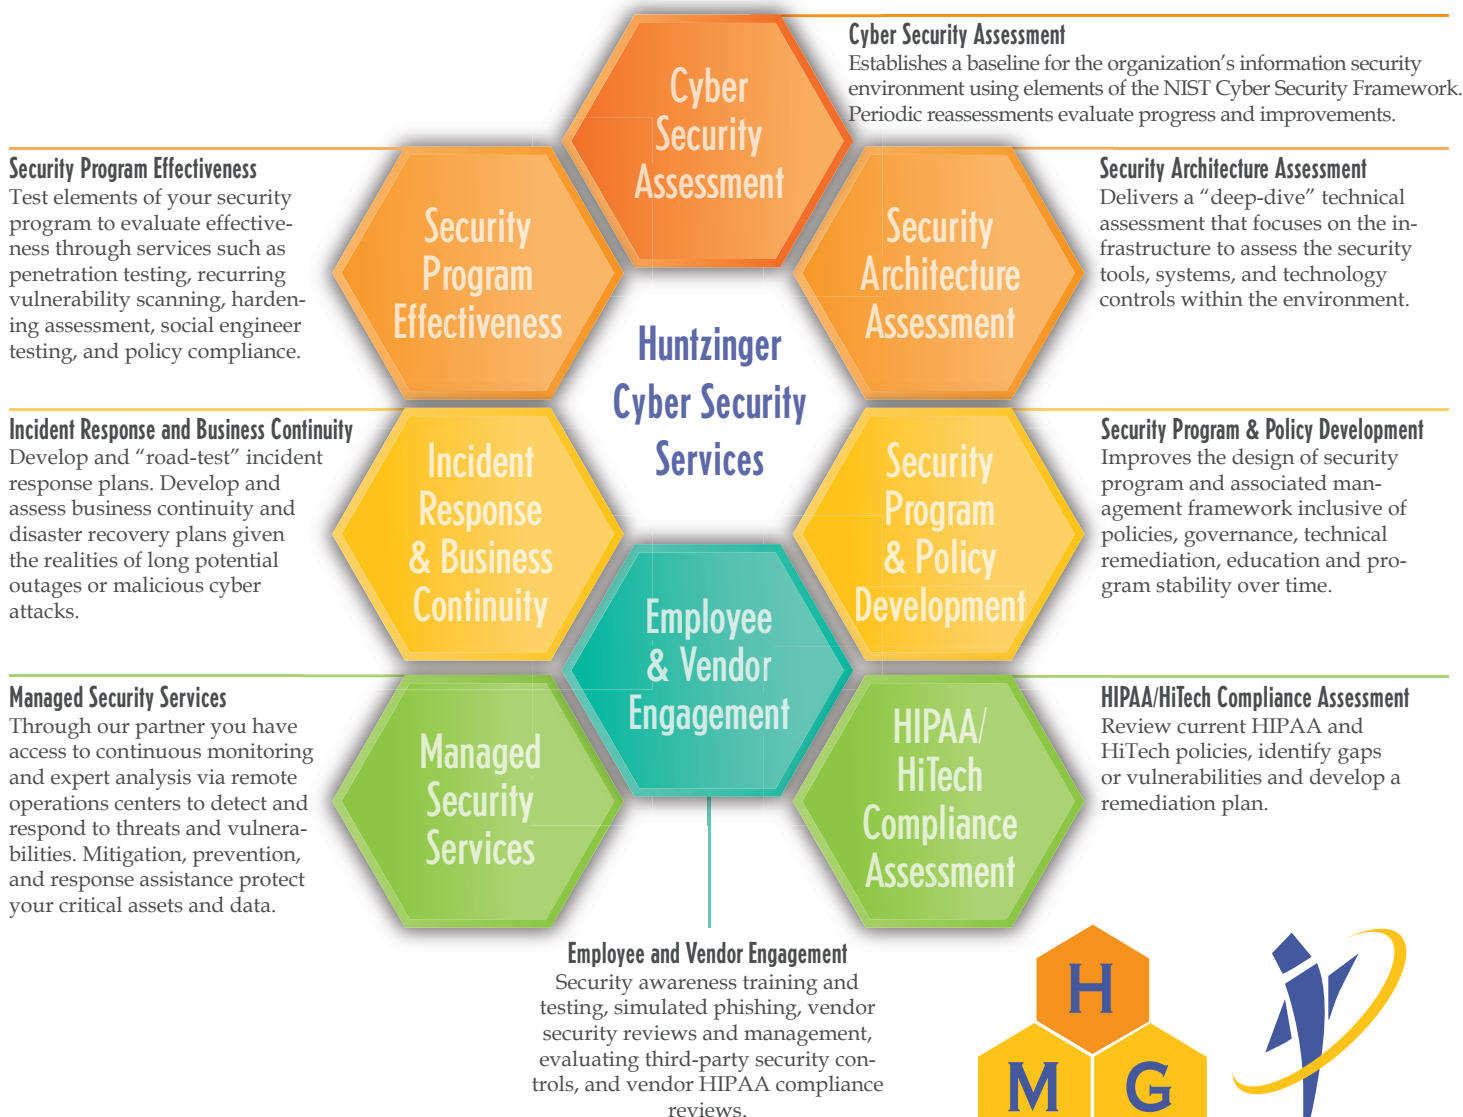 Cyber Security Assessment
Establishes a baseline for the organization’s information security
environment using elements of the NIST Cyber Security Framework.
Periodic reassessments evaluate progress and improvements.
Cyber
Security
Assessment
Security Program Effectiveness
Test elements of your security
program to evaluate effective-
ness through services such as
penetration testing, recurring
vulnerability scanning, harden-
ing assessment, social engineer
testing, and policy compliance.
Security
Program
Effectiveness
Security
Architecture
Assessment
Security Architecture Assessment
Delivers a “deep-dive” technical
assessment that focuses on the in-
frastructure to assess the security
tools, systems, and technology
controls within the environment.
Huntzinger
Cyber Security
Services
Incident Response and Business Continuity
Develop and “road-test” incident
response plans. Develop and
assess business continuity and
disaster recovery plans given
the realities of long potential
outages or malicious cyber
attacks.
Incident
Response
& Business
Continuity
Security
Program
& Policy
Development
Security Program & Policy Development
Improves the design of security
program and associated man-
agement framework inclusive of
policies, governance, technical
remediation, education and pro-
gram stability over time.
Employee
& Vendor
Engagement
Managed Security Services
Through our partner you have
access to continuous monitoring
and expert analysis via remote
operations centers to detect and
respond to threats and vulnera-
bilities. Mitigation, prevention,
and response assistance protect
your critical assets and data.
Managed
Security
Services
HIPAA/
HiTech
Compliance
Assessment
HIPAA/HiTech Compliance Assessment
Review current HIPAA and
HiTech policies, identify gaps
or vulnerabilities and develop a
remediation plan.
Employee and Vendor Engagement
Security awareness training and
testing, simulated phishing, vendor
security reviews and management,
evaluating third-party security con-
trols, and vendor HIPAA compliance
reviews.
H
M G